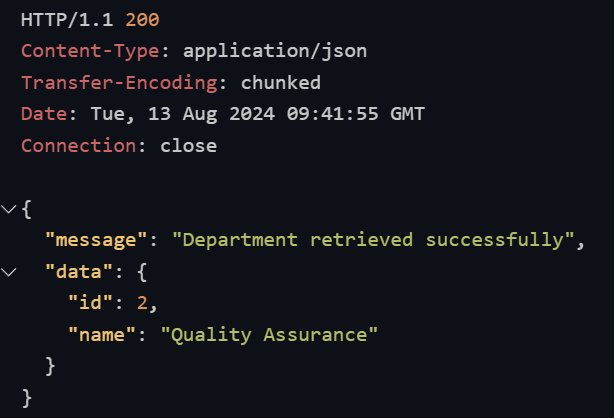 HTTP/1.1 200
Content-Type: application/json
Transfer-Encoding: chunked
Date: Tue, 13 Aug 2024 09:41:55 GMT
Connection: close
{
"message": "Department retrieved successfully",
"data": {
"id": 2,
"name": "Quality Assurance"
}
}